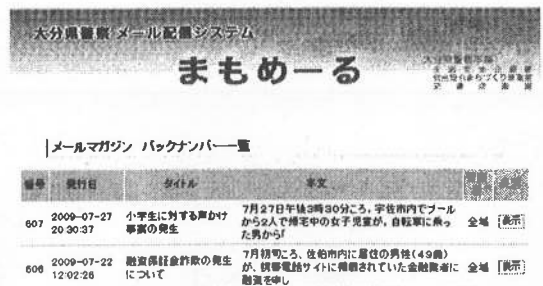 大分県警察 メール配信システム
まもめーる
メールマガジン バックナンバー一覧
番号 発行日 タイトル 本文
607 2009-07-27 20:30:37 小学生に対する声かけ事案の発生 7月27日午後3時30分ころ、宇佐市内でプールから2人で帰宅中の女子児童が、自転車に乗った男から「 全域 表示
606 2009-07-22 12:02:26 融資保証金詐欺の発生について 7月初旬ころ、佐伯市内に居住の男性(49歳)が、携帯電話サイトに掲載されていた金融業者に融資を申し 全域 表示